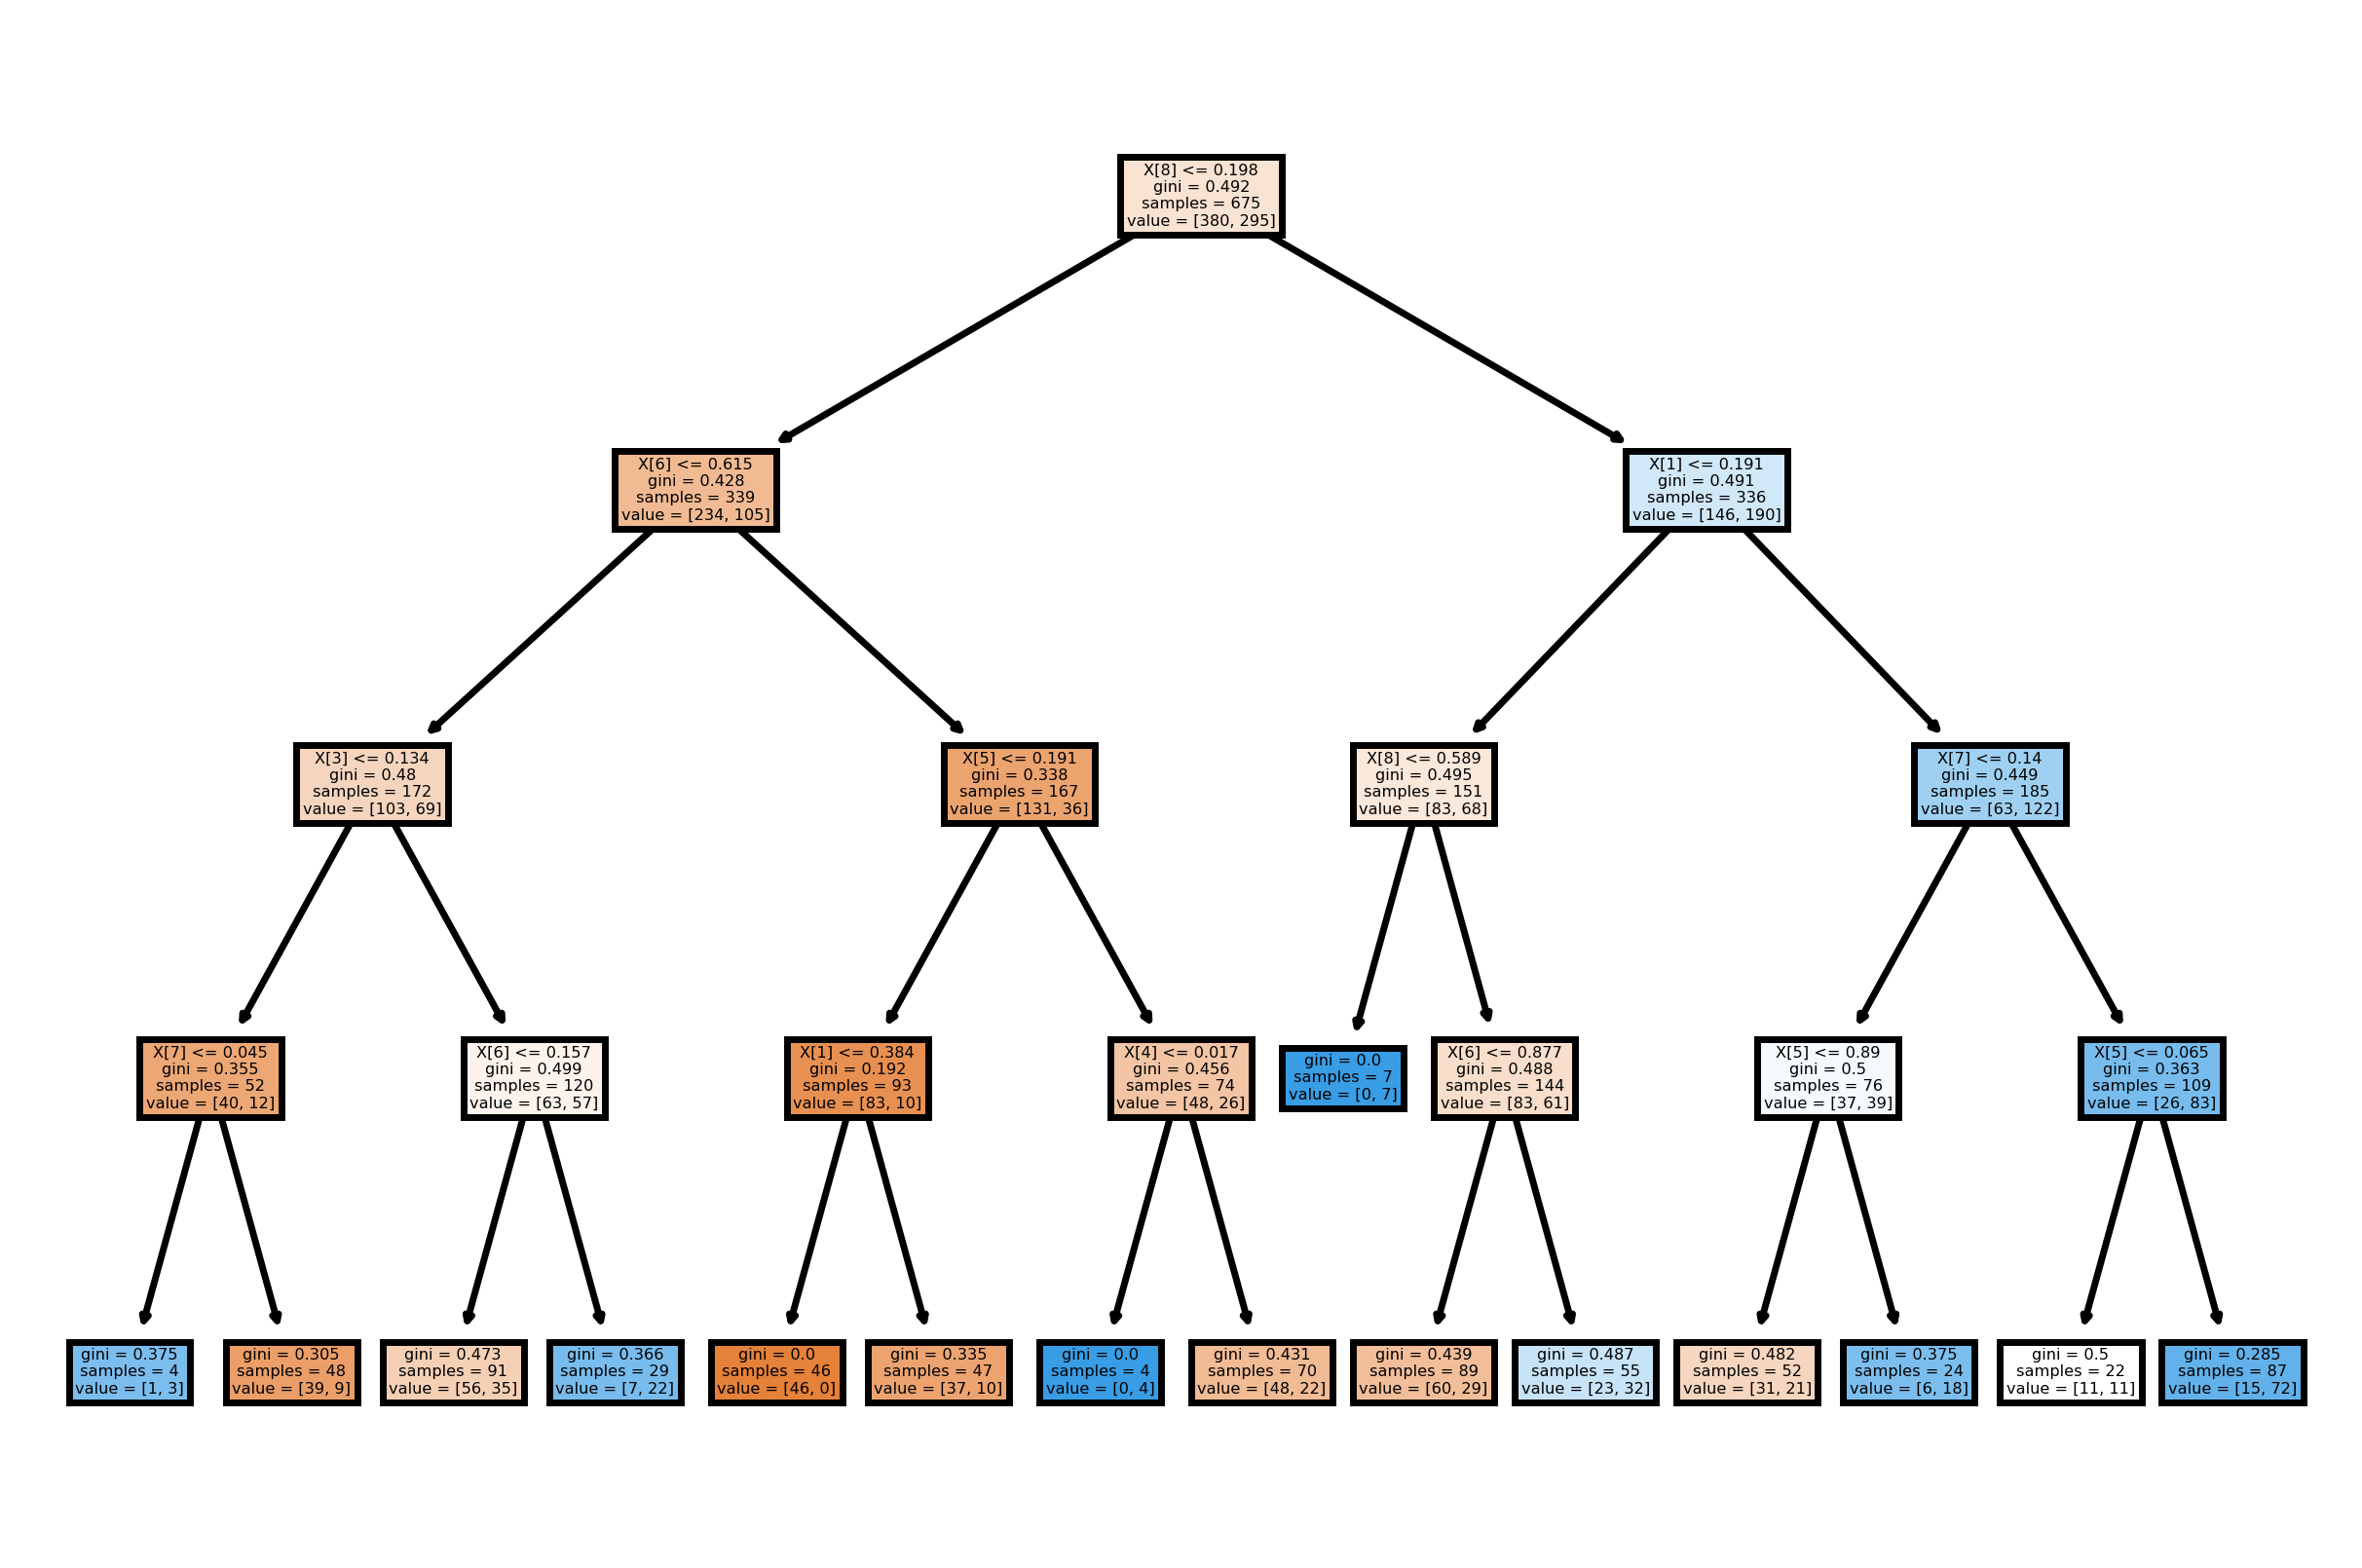 X[8] <= 0.198
gini = 0.492
samples = 675
value = [380, 295]
X[6] <= 0.615
gini = 0.428
samples = 339
value = [234, 105]
X[1] <= 0.191
gini = 0.491
samples = 336
value = [146, 190]
X[3] <= 0.134
gini = 0.48
samples = 172
value = [103, 69]
X[5] <= 0.191
gini = 0.338
samples = 167
value = [131, 36]
X[8] <= 0.589
gini = 0.495
samples = 151
value = [83, 68]
X[7] <= 0.14
gini = 0.449
samples = 185
value = [63, 122]
X[7] <= 0.045
gini = 0.355
samples = 52
value = [40, 12]
X[6] <= 0.157
gini = 0.499
samples = 120
value = [63, 57]
X[1] <= 0.384
gini = 0.192
samples = 93
value = [83, 10]
X[4] <= 0.017
gini = 0.456
samples = 74
value = [48, 26]
gini = 0.0
samples = 7
value = [0, 7]
X[6] <= 0.877
gini = 0.488
samples = 144
value = [83, 61]
X[5] <= 0.89
gini = 0.5
samples = 76
value = [37, 39]
X[5] <= 0.065
gini = 0.363
samples = 109
value = [26, 83]
gini = 0.375
samples = 4
value = [1, 3]
gini = 0.305
samples = 48
value = [39, 9]
gini = 0.473
samples = 91
value = [56, 35]
gini = 0.366
samples = 29
value = [7, 22]
gini = 0.0
samples = 46
value = [46, 0]
gini = 0.335
samples = 47
value = [37, 10]
gini = 0.0
samples = 4
value = [0, 4]
gini = 0.431
samples = 70
value = [48, 22]
gini = 0.439
samples = 89
value = [60, 29]
gini = 0.487
samples = 55
value = [23, 32]
gini = 0.482
samples = 52
value = [31, 21]
gini = 0.375
samples = 24
value = [6, 18]
gini = 0.5
samples = 22
value = [11, 11]
gini = 0.285
samples = 87
value = [15, 72]